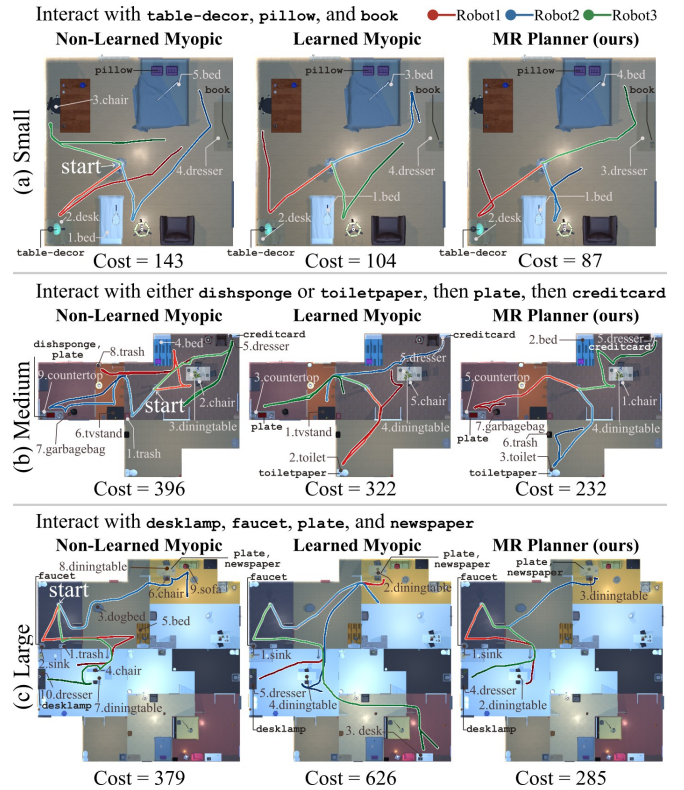 Interact with table-decor, pillow, and book
Robot1 Robot2 Robot3
Non-Learned Myopic
Learned Myopic
MR Planner (ours)
(a) Small
pillow
5.bed
book
3.chair
start
4.dresser
2.desk
1.bed
table-decor
Cost = 143
pillow
3.bed
book
4.dresser
1.bed
2.desk
table-decor
Cost = 104
pillow
4.bed
book
3.dresser
1.bed
2.desk
table-decor
Cost = 87
Interact with either dishsponge or toiletpaper, then plate, then creditcard
Non-Learned Myopic
Learned Myopic
MR Planner (ours)
(b) Medium
dishsponge,
plate
8.trash
4.bed
creditcard
5.dresser
9.countertop
start
2.chair
3.diningtable
6.tvstand
7.garbagebag
1.trash
Cost = 396
creditcard
5.dresser
3.countertop
5.chair
plate
1.tvstand
4.diningtable
2.toilet
toiletpaper
Cost = 322
2.bed
5.dresser
creditcard
5.countertop
1.chair
plate
7.garbagebag
4.diningtable
6.trash
3.toilet
toiletpaper
Cost = 232
Interact with desklamp, faucet, plate, and newspaper
Non-Learned Myopic
Learned Myopic
MR Planner (ours)
(c) Large
8.diningtable
plate,
newspaper
faucet
start
6.chair
9.sofa
3.dogbed
5.bed
1.trash
2.sink
4.chair
10.dresser
desklamp
7.diningtable
Cost = 379
plate,
newspaper
faucet
2.diningtable
1.sink
5.dresser
4.diningtable
desklamp
3. desk
Cost = 626
plate,
newspaper
faucet
3.diningtable
1.sink
4.dresser
2.diningtable
desklamp
Cost = 285